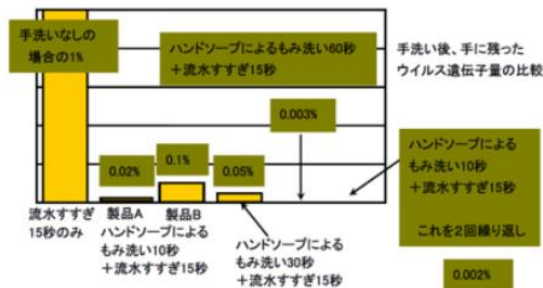 手洗いなしの
場合の1%
ハンドソープによるもみ洗い60秒
＋流水すすぎ15秒
手洗い後、手に残った
ウイルス遺伝子量の比較
0.003%
0.02%
0.1%
0.05%
ハンドソープによる
もみ洗い10秒
＋流水すすぎ15秒
これを２回繰り返し
0.002%
流水すすぎ
15秒のみ
製品A
製品B
ハンドソープによる
もみ洗い10秒
＋流水すすぎ15秒
ハンドソープによる
もみ洗い30秒
＋流水すすぎ15秒